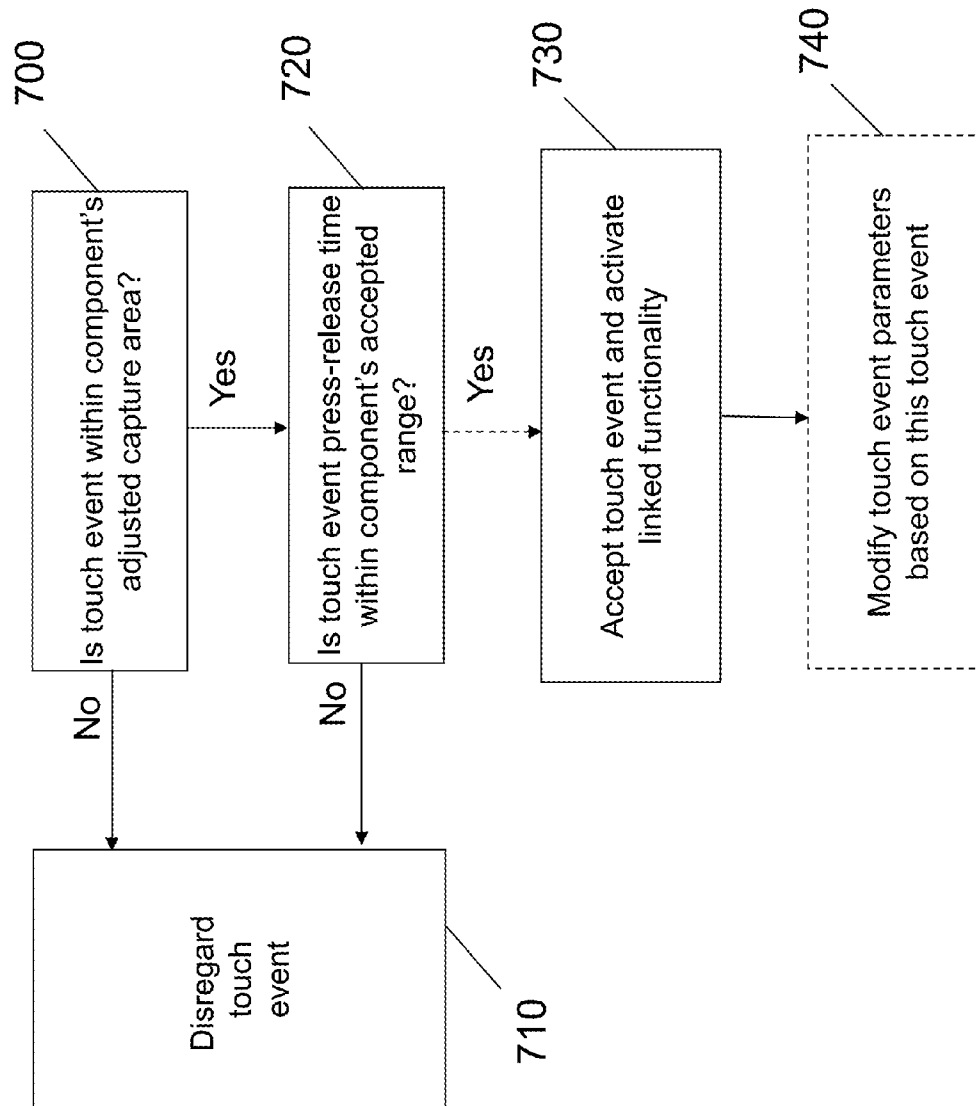 700
Is touch event within component's
adjusted capture area?
No
Yes
720
Is touch event press-release time
within component's accepted
range?
No
Yes
Disregard
touch
event
710
730
Accept touch event and activate
linked functionality
740
Modify touch event parameters
based on this touch event